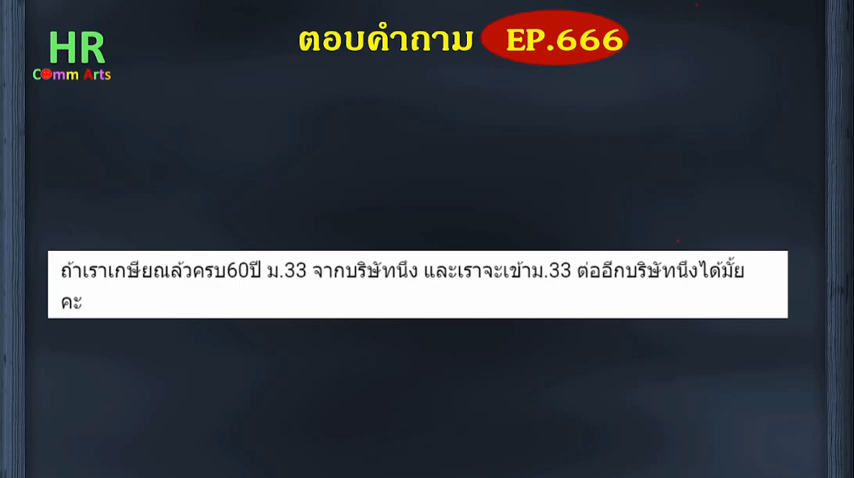 HR
Comm Arts
ตอบคำถาม EP.666
ถ้าเราเกษียณล้วครบ60ปี ม.33 จากบริษัทนึง และเราจะเข้าม.33 ต่ออีกบริษัทนึงได้มั้ย
คะ